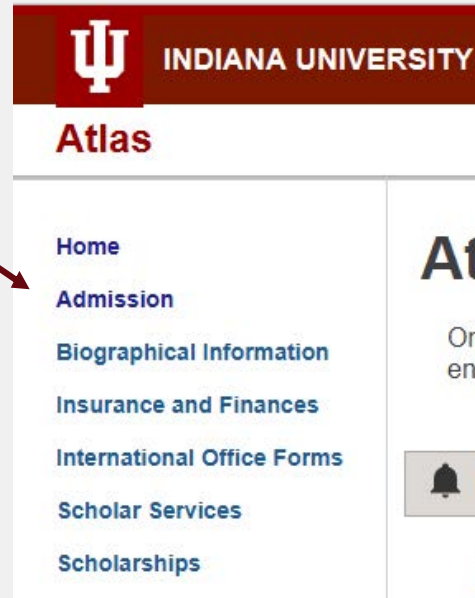 INDIANA UNIVERSITY
Atlas
Home
Admission
Biographical Information
Insurance and Finances
International Office Forms
Scholar Services
Scholarships